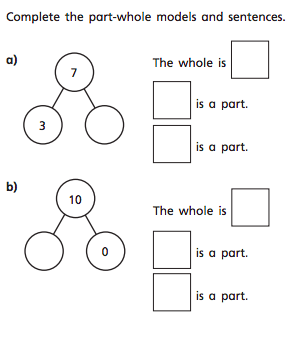 Complete the part-whole models and sentences.
a)
7
3
The whole is
is a part.
is a part.
b)
10
0
The whole is
is a part.
is a part.